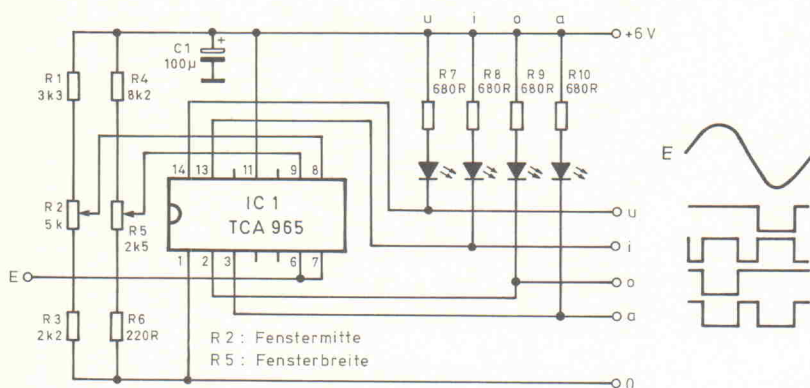 u i o a
+6 V
C1
100µ
+
R1
3k3
R4
8k2
R7
680R
R8
680R
R9
680R
R10
680R
E
14 13 11 9 8
R2
5k
R5
2k5
IC 1
TCA 965
u
i
E
1 2 3 6 7
o
a
R3
2k2
R6
220R
R2: Fenstermitte
R5: Fensterbreite
0